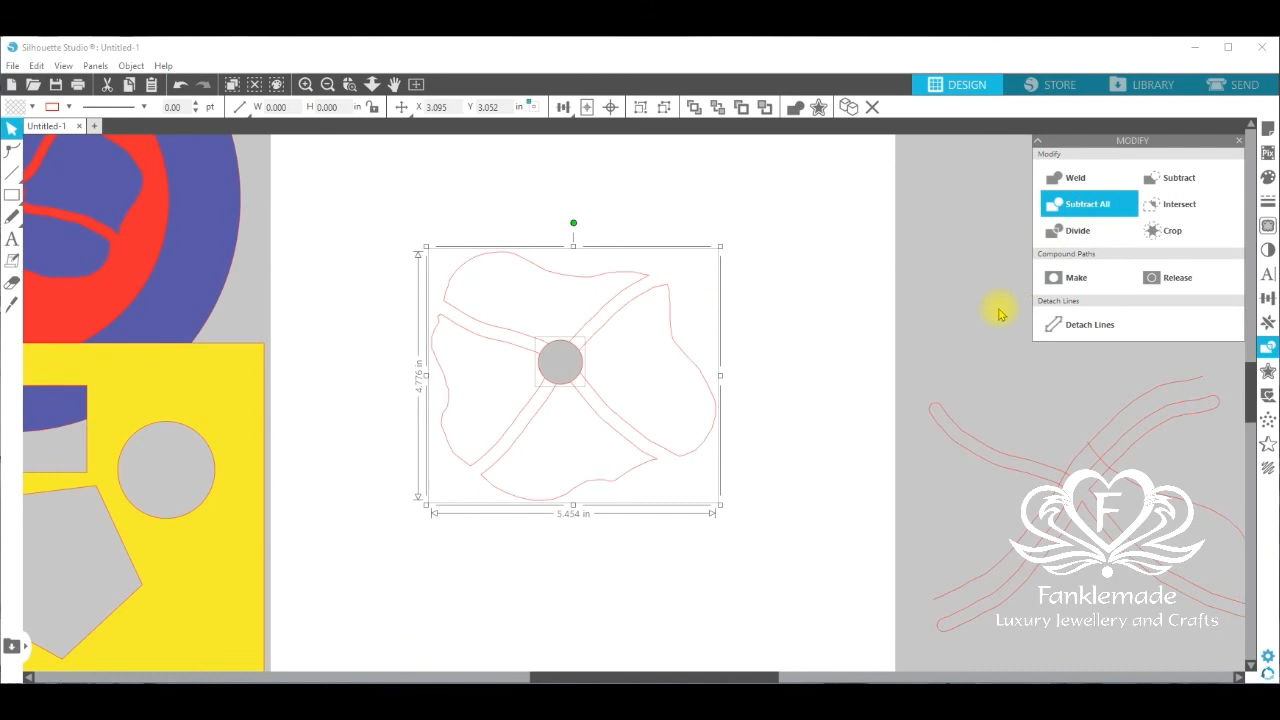 Silhouette Studio®: Untitled-1
File Edit View Panels Object Help
DESIGN STORE LIBRARY SEND
0.00 pt W 0.000 H 0.000 in X 3.095 Y 3.052 in
Untitled-1
MODIFY
Modify
Weld Subtract
Subtract All Intersect
Divide Crop
Compound Paths
Make Release
Detach Lines
Detach Lines
4.776 in
5.454 in
F
Fanklemade
Luxury Jewellery and Crafts